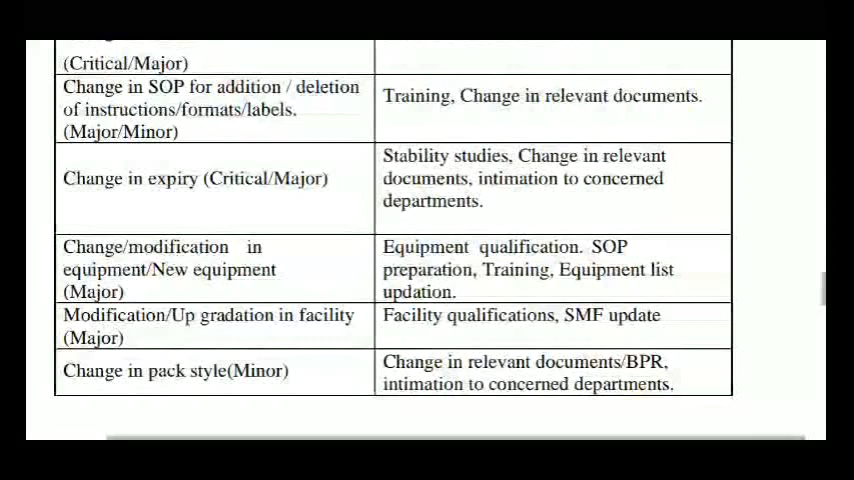 (Critical/Major)
Change in SOP for addition / deletion
of instructions/formats/labels.
(Major/Minor)
Training, Change in relevant documents.
Change in expiry (Critical/Major)
Stability studies, Change in relevant
documents, intimation to concerned
departments.
Change/modification in
equipment/New equipment
(Major)
Equipment qualification. SOP
preparation, Training, Equipment list
updation.
Modification/Up gradation in facility
(Major)
Facility qualifications, SMF update
Change in pack style(Minor)
Change in relevant documents/BPR,
intimation to concerned departments.